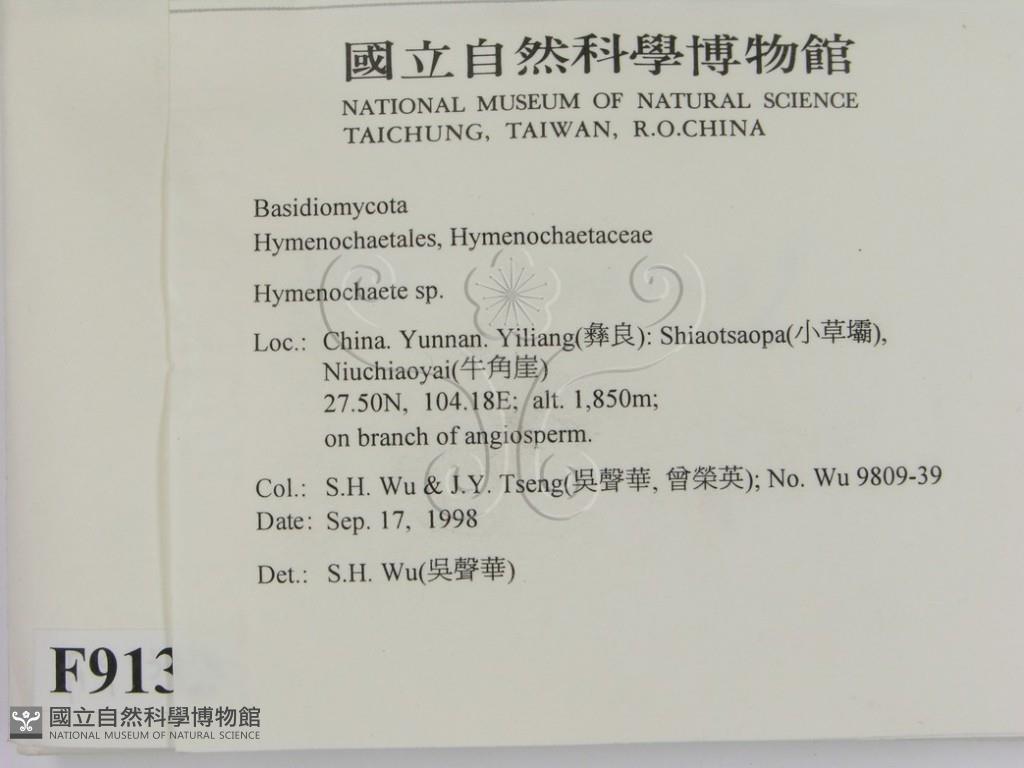 國立自然科學博物館
NATIONAL MUSEUM OF NATURAL SCIENCE
TAICHUNG, TAIWAN, R.O.CHINA
Basidiomycota
Hymenochaetales, Hymenochaetaceae
Hymenochaete sp.
Loc.: China. Yunnan. Yiliang(彝良): Shiaotsaopa(小草壩),
Niuchiaoyai(牛角崖)
27.50N, 104.18E; alt. 1,850m;
on branch of angiosperm.
Col.: S.H. Wu & J.Y. Tseng(吳聲華, 曾榮英); No. Wu 9809-39
Date: Sep. 17, 1998
Det.: S.H. Wu(吳聲華)
F913
國立自然科學博物館
NATIONAL MUSEUM OF NATURAL SCIENCE